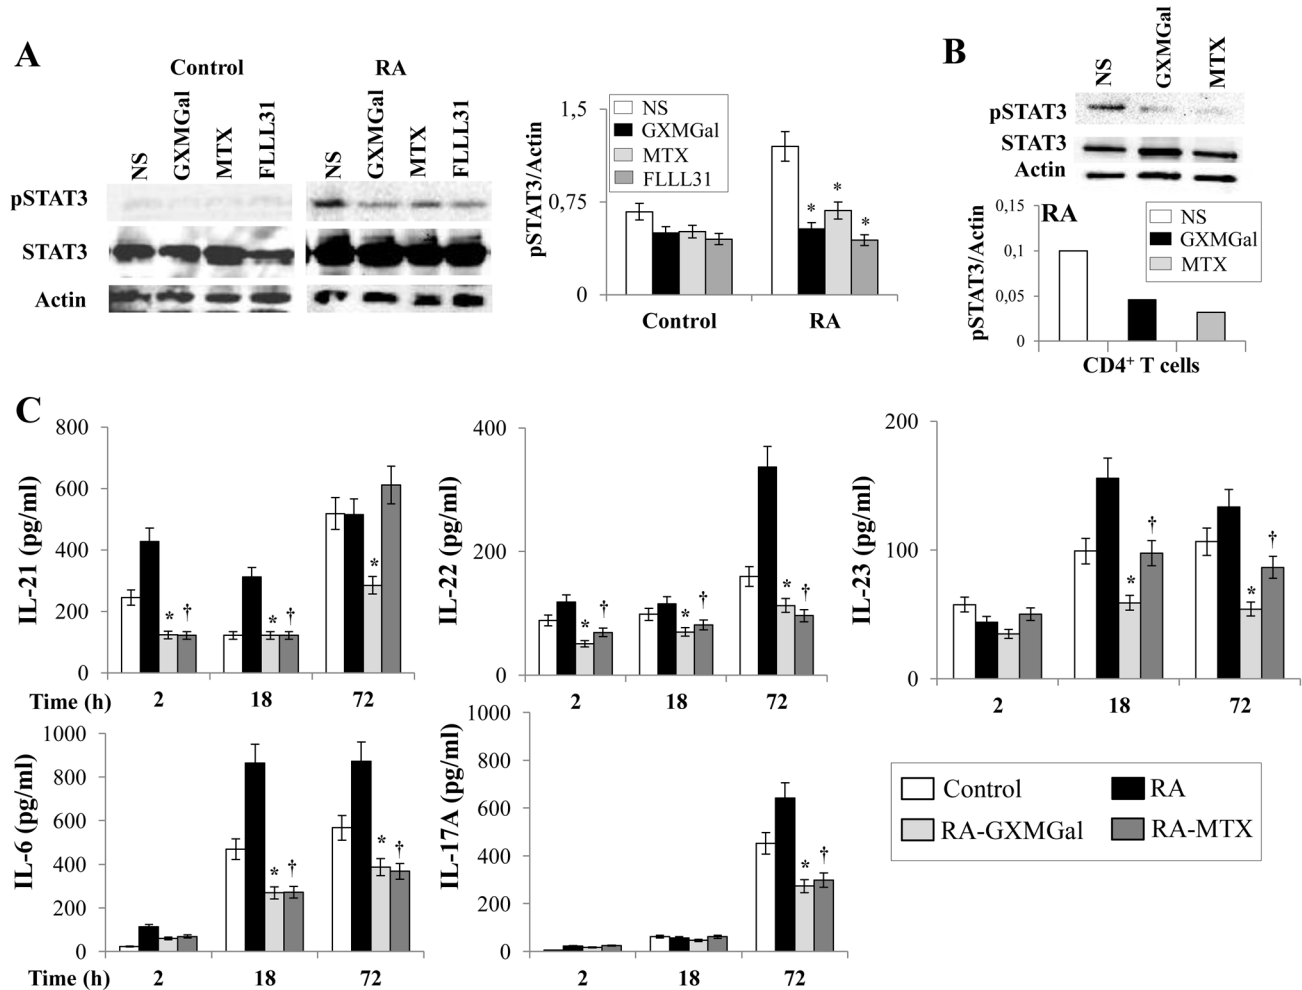 A
Control
RA
NS
GXMGal
MTX
FLLL31
NS
GXMGal
MTX
FLLL31
pSTAT3
STAT3
Actin
pSTAT3/Actin
1,5
0,75
0
NS
GXMGal
MTX
FLLL31
*
*
*
Control
RA
B
NS
GXMGal
MTX
pSTAT3
STAT3
Actin
pSTAT3/Actin
0,15
0,1
0,05
0
RA
NS
GXMGal
MTX
CD4+ T cells
C
IL-21 (pg/ml)
800
600
400
200
0
* †
* †
*
Time (h)
2
18
72
IL-22 (pg/ml)
400
200
0
* †
* †
* †
2
18
72
IL-23 (pg/ml)
200
100
0
* †
* †
2
18
72
IL-6 (pg/ml)
1000
800
600
400
200
0
* †
* †
Time (h)
2
18
72
IL-17A (pg/ml)
1000
800
600
400
200
0
* †
2
18
72
Control
RA
RA-GXMGal
RA-MTX